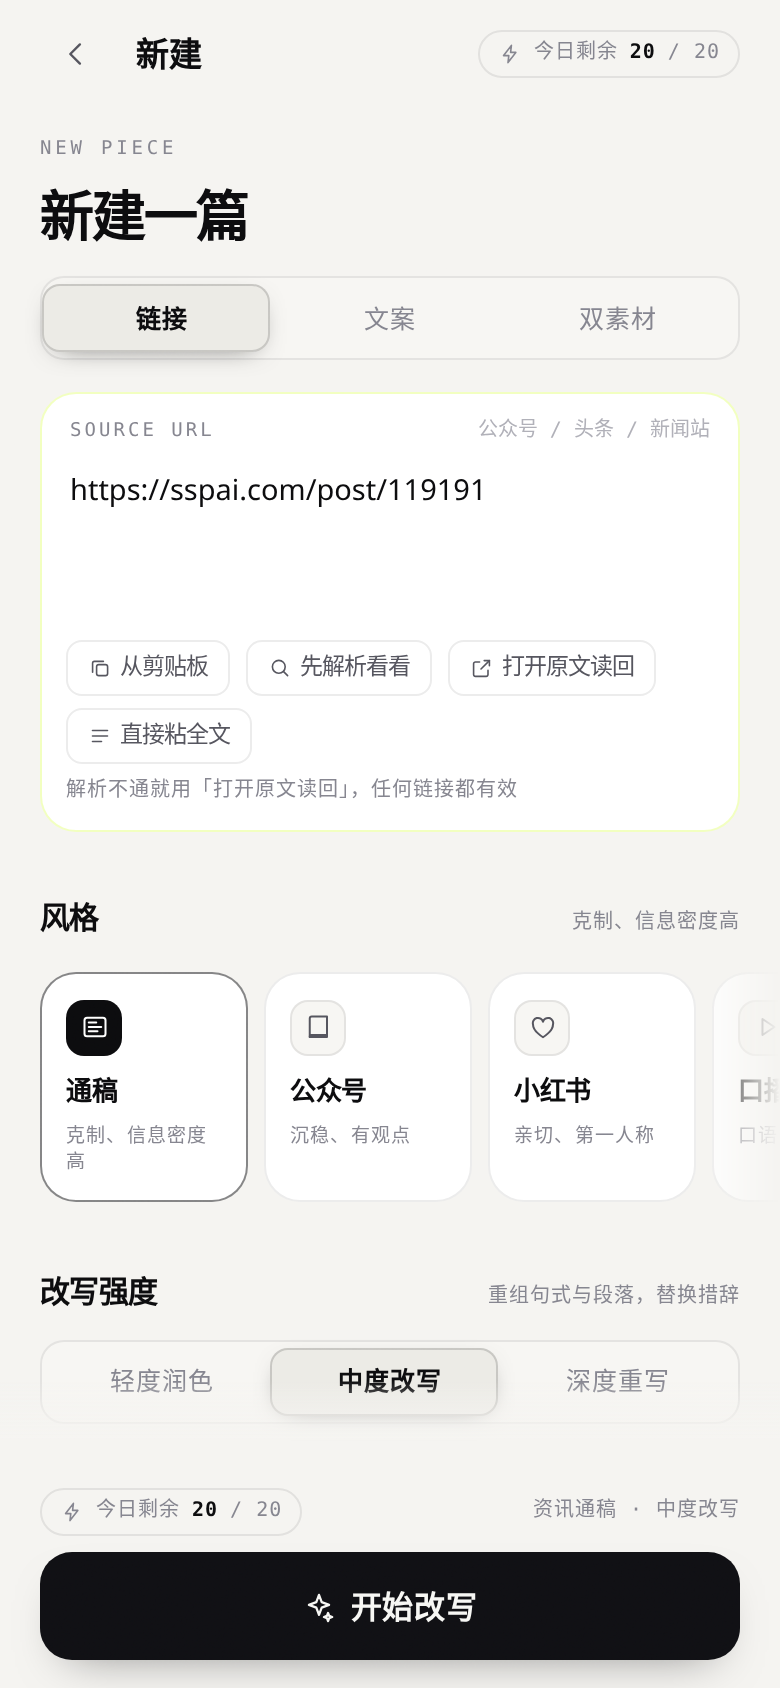 新建
今日剩余 20 / 20
NEW PIECE
新建一篇
链接
文案
双素材
SOURCE URL
公众号 / 头条 / 新闻站
https://sspai.com/post/119191
从剪贴板
先解析看看
打开原文读回
直接粘全文
解析不通就用「打开原文读回」，任何链接都有效
风格
克制、信息密度高
通稿
克制、信息密度
高
公众号
沉稳、有观点
小红书
亲切、第一人称
口播
口语
改写强度
重组句式与段落，替换措辞
轻度润色
中度改写
深度重写
今日剩余 20 / 20
资讯通稿 · 中度改写
开始改写